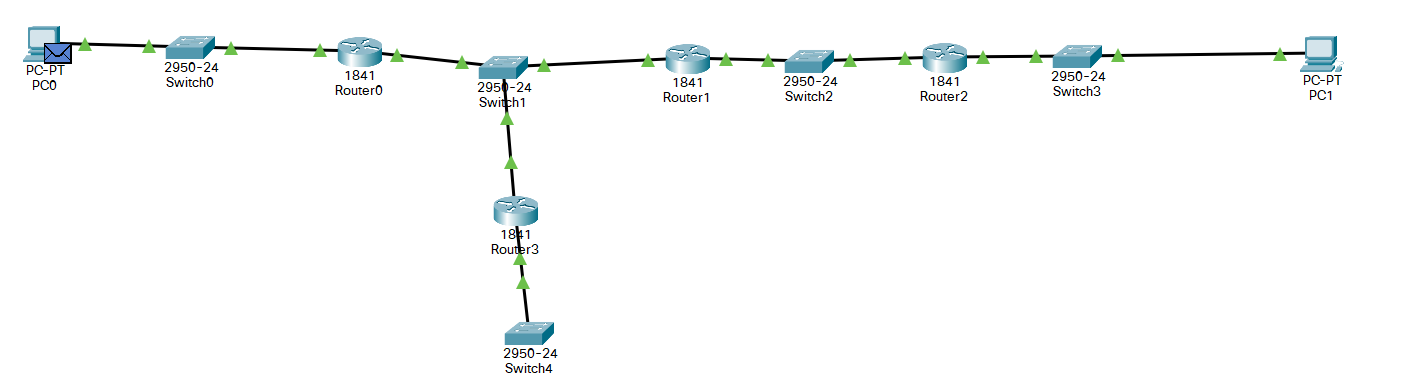 PC-PT
PC0
2950-24
Switch0
1841
Router0
2950-24
Switch1
1841
Router1
2950-24
Switch2
1841
Router2
2950-24
Switch3
PC-PT
PC1
1841
Router3
2950-24
Switch4